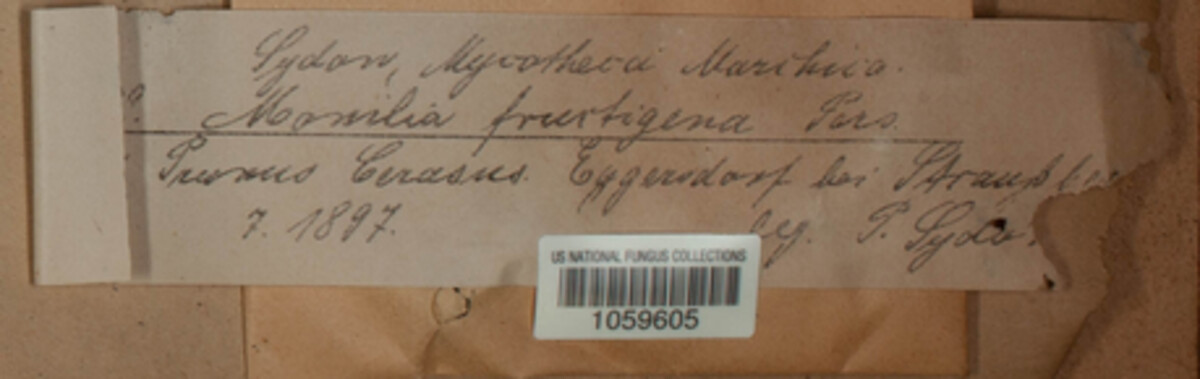 Sydow, Mycotheca Marchica.
Monilia fructigena Pers.
Prunus Cerasus. Eggersdorf bei
7. 1897. leg. P. Sydow.
US NATIONAL FUNGUS COLLECTIONS
1059605